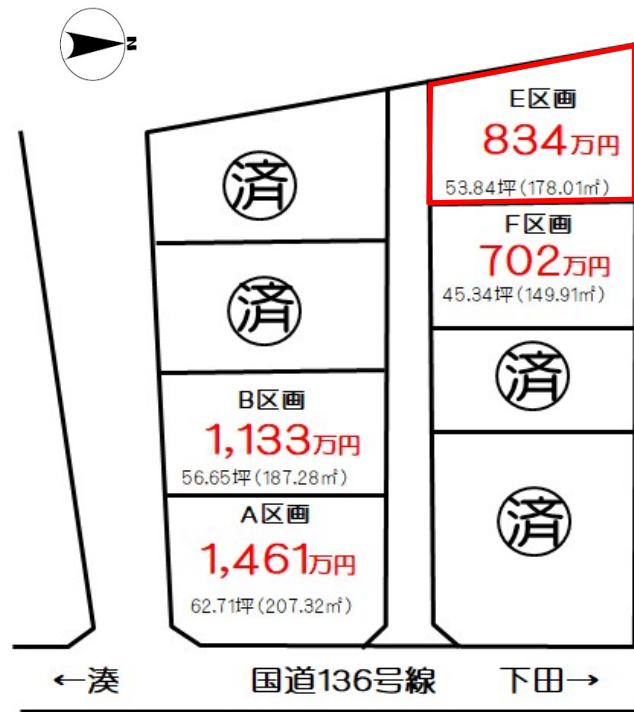 N
E区画
834万円
53.84坪(178.01㎡)
F区画
702万円
45.34坪(149.91㎡)
済
済
済
済
B区画
1,133万円
56.65坪(187.28㎡)
A区画
1,461万円
62.71坪(207.32㎡)
←湊
国道136号線
下田→